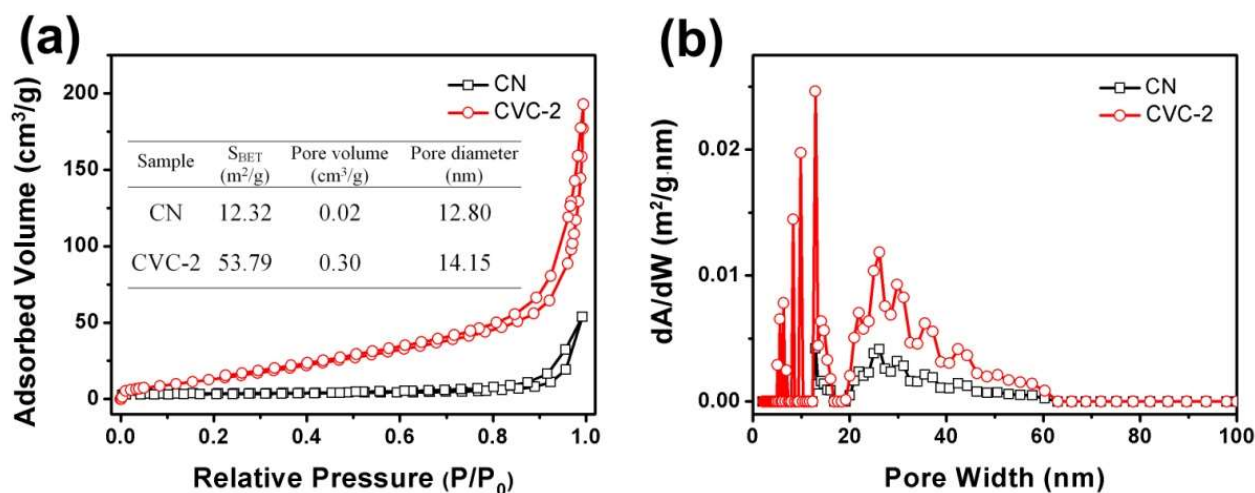 (a)
Adsorbed Volume (cm³/g)
200
150
100
50
0
CN
CVC-2
Sample S_BET (m²/g) Pore volume (cm³/g) Pore diameter (nm)
CN 12.32 0.02 12.80
CVC-2 53.79 0.30 14.15
0.0 0.2 0.4 0.6 0.8 1.0
Relative Pressure (P/P₀)
(b)
dA/dW (m²/g·nm)
0.02
0.01
0.00
CN
CVC-2
0 20 40 60 80 100
Pore Width (nm)